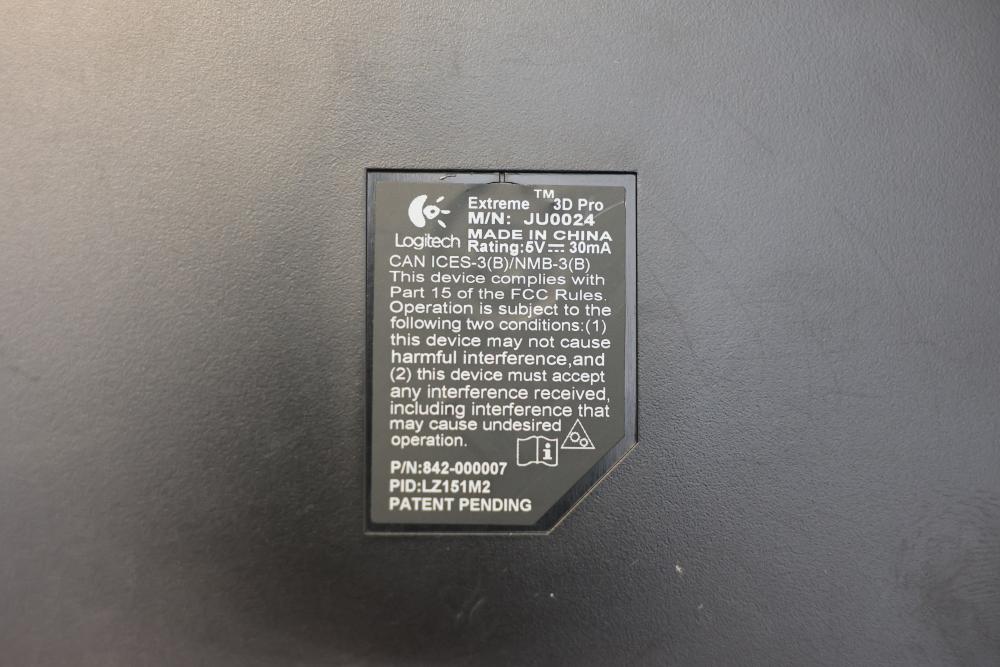 Extreme™ 3D Pro
M/N: JU0024
MADE IN CHINA
Logitech
Rating:5V⎓ 30mA
CAN ICES-3(B)/NMB-3(B)
This device complies with
Part 15 of the FCC Rules.
Operation is subject to the
following two conditions:(1)
this device may not cause
harmful interference,and
(2) this device must accept
any interference received,
including interference that
may cause undesired
operation.
P/N:842-000007
PID:LZ151M2
PATENT PENDING